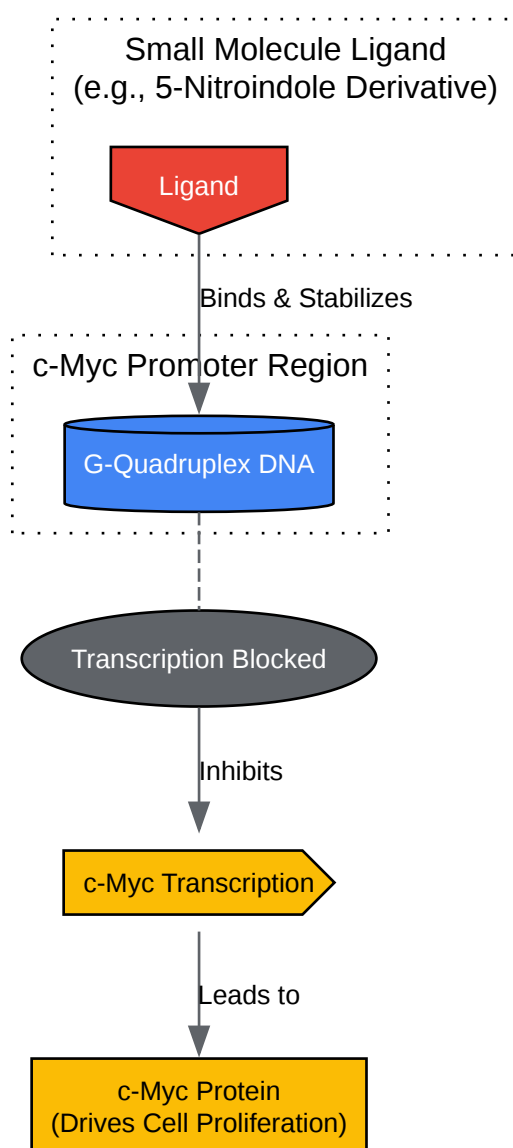 Small Molecule Ligand
(e.g., 5-Nitroindole Derivative)
Ligand
Binds & Stabilizes
c-Myc Promoter Region
G-Quadruplex DNA
Transcription Blocked
Inhibits
c-Myc Transcription
Leads to
c-Myc Protein
(Drives Cell Proliferation)